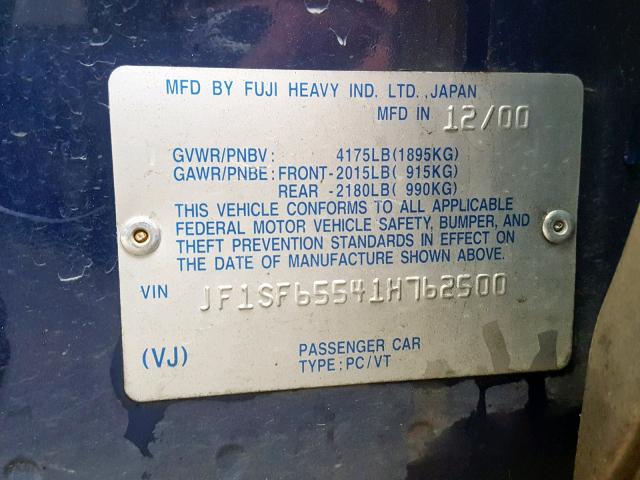 MFD BY FUJI HEAVY IND. LTD., JAPAN
MFD IN 12/00
GVWR/PNBV: 4175LB(1895KG)
GAWR/PNBE: FRONT-2015LB( 915KG)
REAR -2180LB( 990KG)
THIS VEHICLE CONFORMS TO ALL APPLICABLE
FEDERAL MOTOR VEHICLE SAFETY, BUMPER, AND
THEFT PREVENTION STANDARDS IN EFFECT ON
THE DATE OF MANUFACTURE SHOWN ABOVE.
VIN JF1SF65541H762500
(VJ) PASSENGER CAR
TYPE: PC/VT